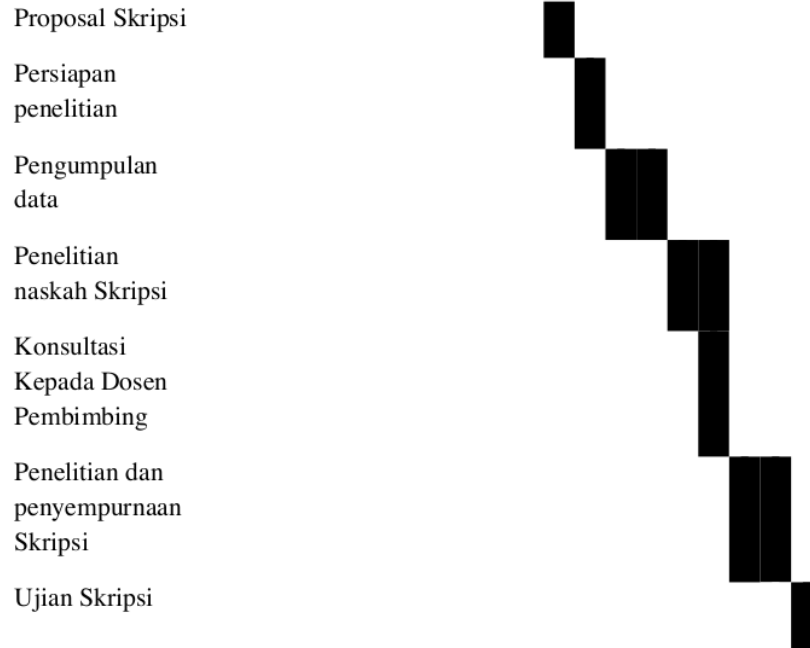 Proposal Skripsi
Persiapan
penelitian
Pengumpulan
data
Penelitian
naskah Skripsi
Konsultasi
Kepada Dosen
Pembimbing
Penelitian dan
penyempurnaan
Skripsi
Ujian Skripsi